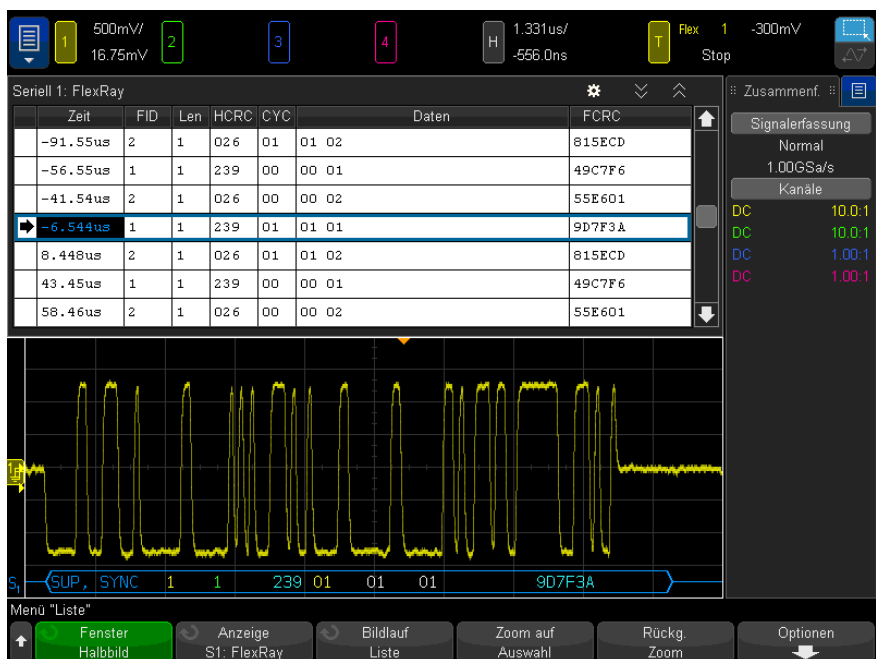 1 500mV/ 2 3 4 H 1.331us/ T Flex 1 -300mV
16.75mV -556.0ns Stop
Seriell 1: FlexRay
Zeit FID Len HCRC CYC Daten FCRC
-91.55us 2 1 026 01 01 02 815ECD
-56.55us 1 1 239 00 00 01 49C7F6
-41.54us 2 1 026 00 00 02 55E601
-6.544us 1 1 239 01 01 01 9D7F3A
8.448us 2 1 026 01 01 02 815ECD
43.45us 1 1 239 00 00 01 49C7F6
58.46us 2 1 026 00 00 02 55E601
Zusammenf.
Signalerfassung
Normal
1.00GSa/s
Kanäle
DC 10.0:1
DC 10.0:1
DC 1.00:1
DC 1.00:1
1
S1 SUP, SYNC 1 1 239 01 01 01 9D7F3A
Menü "Liste"
Fenster
Halbbild
Anzeige
S1: FlexRay
Bildlauf
Liste
Zoom auf
Auswahl
Rückg.
Zoom
Optionen